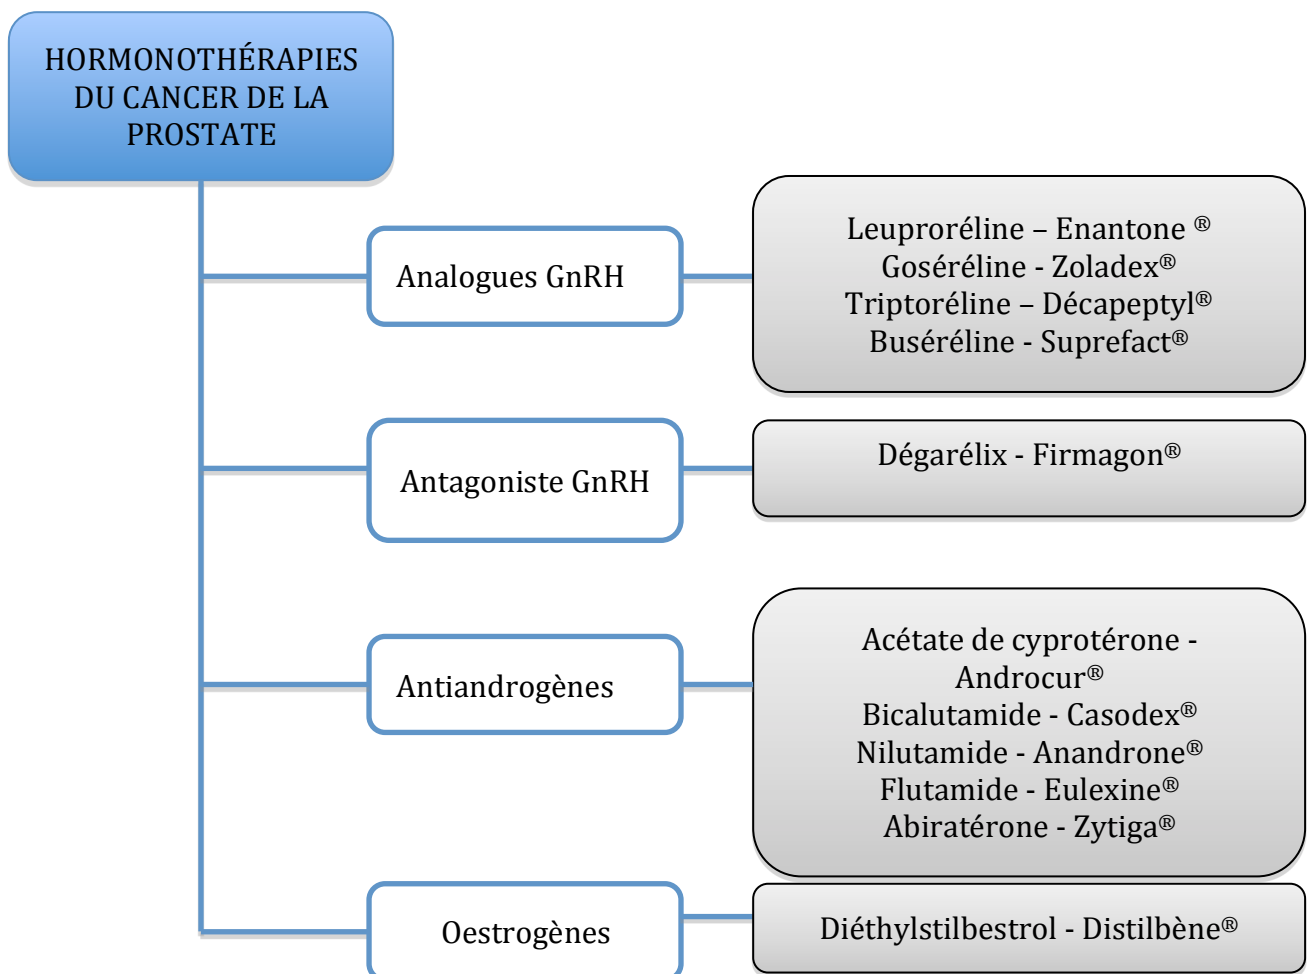 HORMONOTHÉRAPIES
DU CANCER DE LA
PROSTATE
Analogues GnRH
Leuproréline – Enantone ®
Goséréline - Zoladex®
Triptoréline – Décapeptyl®
Buséréline - Suprefact®
Antagoniste GnRH
Dégarélix - Firmagon®
Antiandrogènes
Acétate de cyprotérone -
Androcur®
Bicalutamide - Casodex®
Nilutamide - Anandrone®
Flutamide - Eulexine®
Abiratérone - Zytiga®
Oestrogènes
Diéthylstilbestrol - Distilbène®